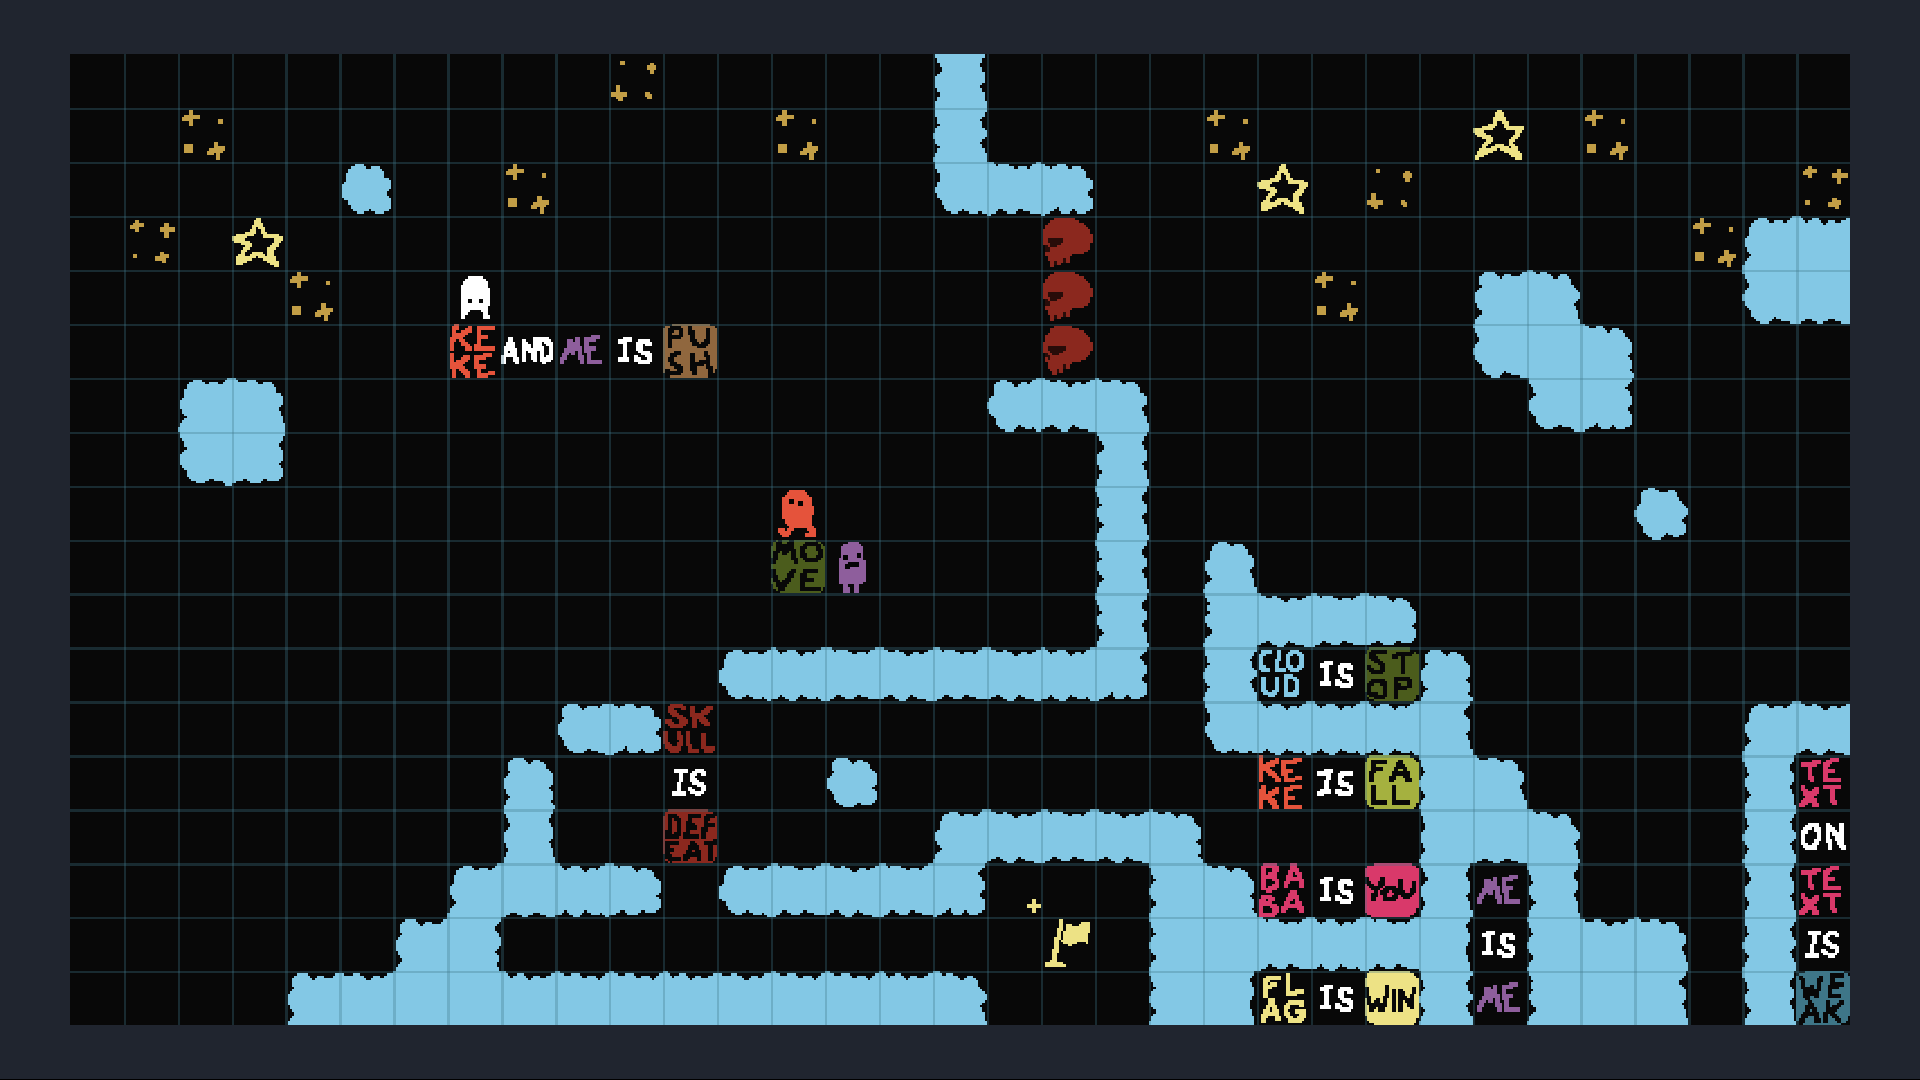 KEKE AND ME IS PUSH
MOVE
CLOUD IS STOP
SKULL
IS
DEFEAT
KEKE IS FALL
BABA IS YOU
FLAG IS WIN
ME
IS
ME
TEXT
ON
TEXT
IS
WEAK